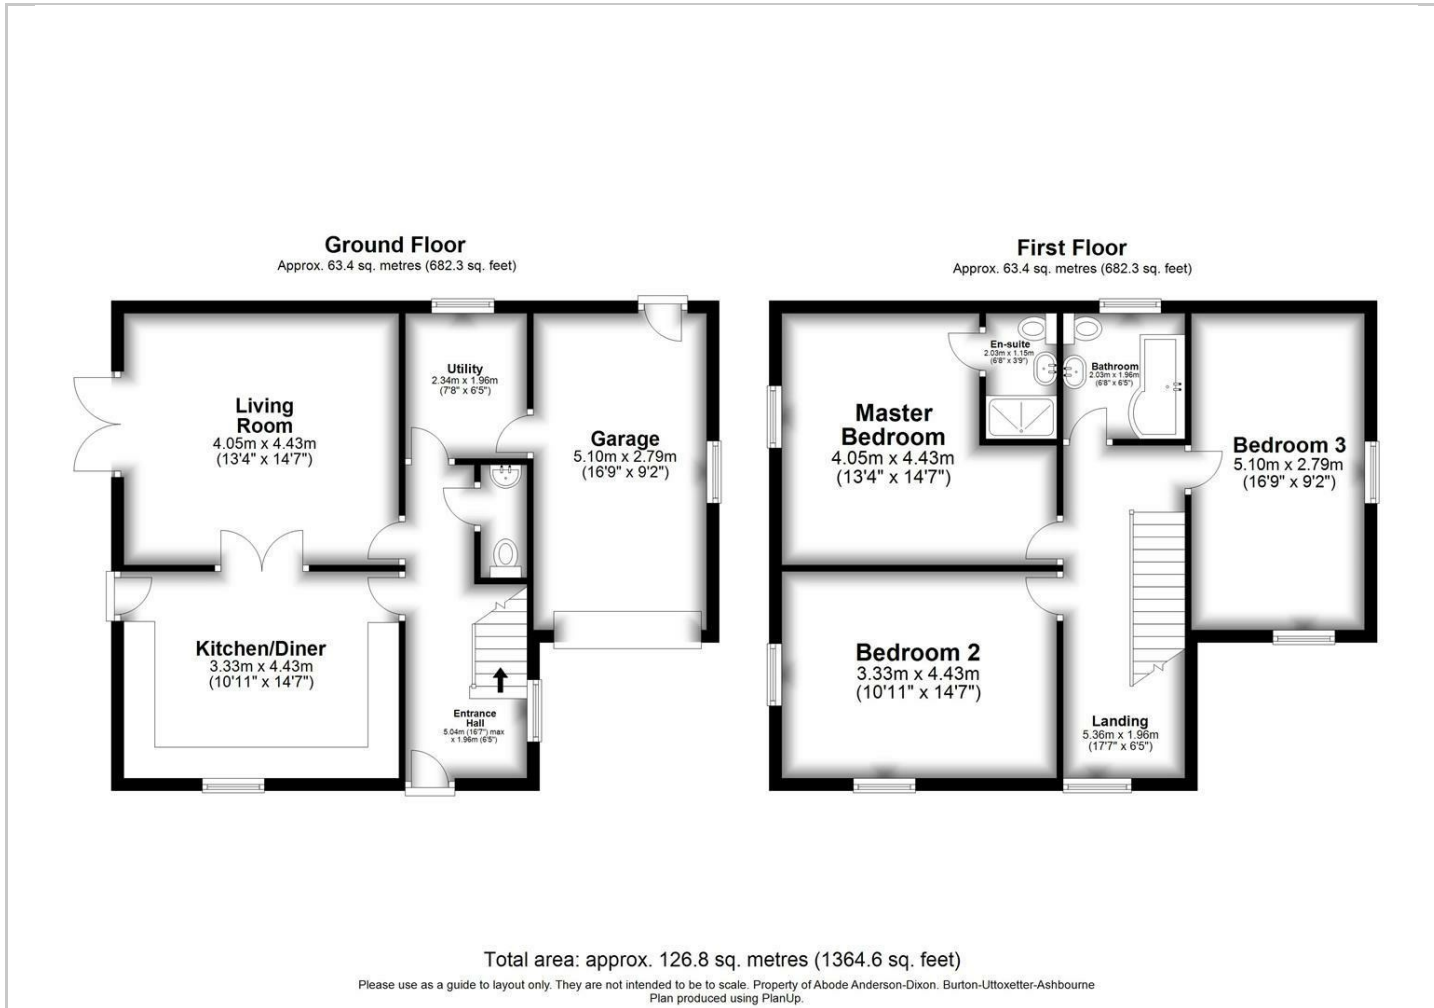 Ground Floor
Approx. 63.4 sq. metres (682.3 sq. feet)
Living
Room
4.05m x 4.43m
(13'4" x 14'7")
Utility
2.34m x 1.96m
(7'8" x 6'5")
Garage
5.10m x 2.79m
(16'9" x 9'2")
Kitchen/Diner
3.33m x 4.43m
(10'11" x 14'7")
Entrance
Hall
5.04m (16'7") max
x 1.96m (6'5")
First Floor
Approx. 63.4 sq. metres (682.3 sq. feet)
En-suite
2.03m x 1.15m
(6'8" x 3'9")
Bathroom
2.03m x 1.96m
(6'8" x 6'5")
Master
Bedroom
4.05m x 4.43m
(13'4" x 14'7")
Bedroom 3
5.10m x 2.79m
(16'9" x 9'2")
Bedroom 2
3.33m x 4.43m
(10'11" x 14'7")
Landing
5.36m x 1.96m
(17'7" x 6'5")
Total area: approx. 126.8 sq. metres (1364.6 sq. feet)
Please use as a guide to layout only. They are not intended to be to scale. Property of Abode Anderson-Dixon. Burton-Uttoxetter-Ashbourne
Plan produced using PlanUp.